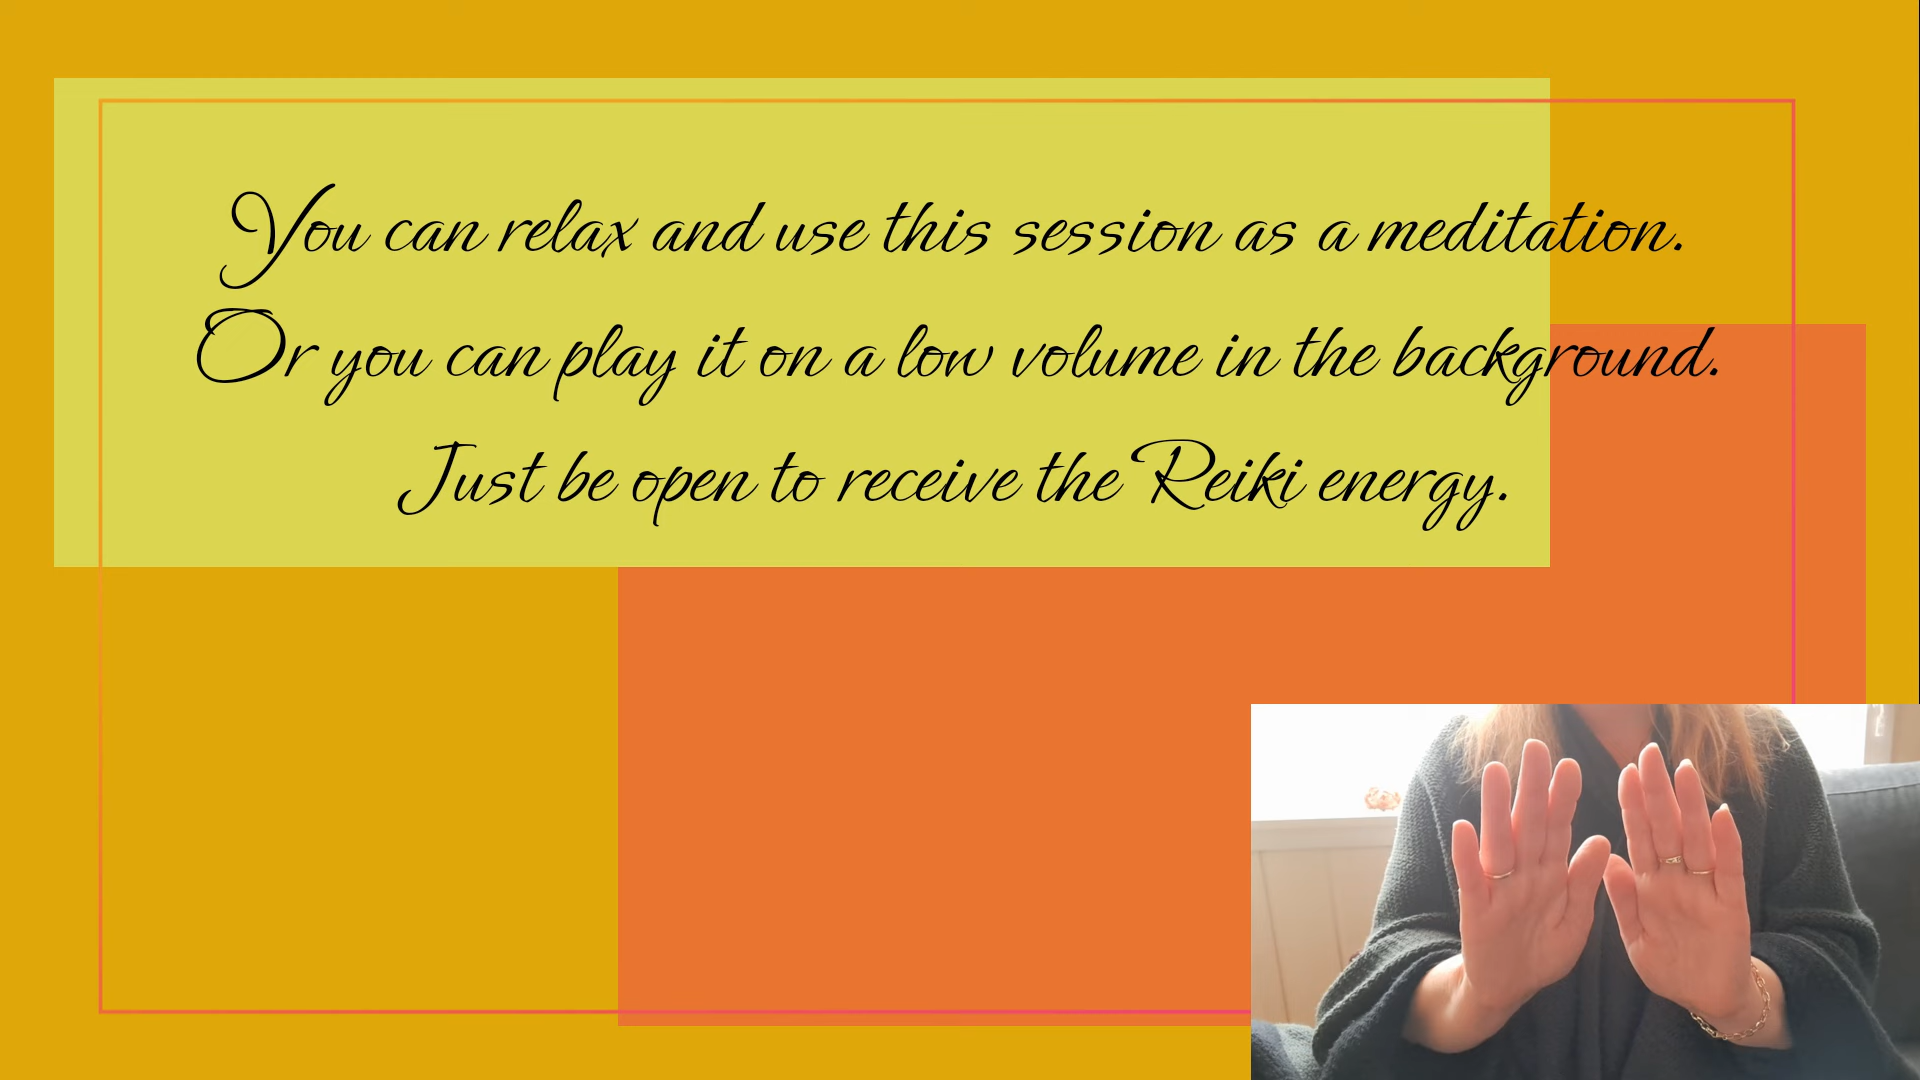 You can relax and use this session as a meditation.
Or you can play it on a low volume in the background.
Just be open to receive the Reiki energy.